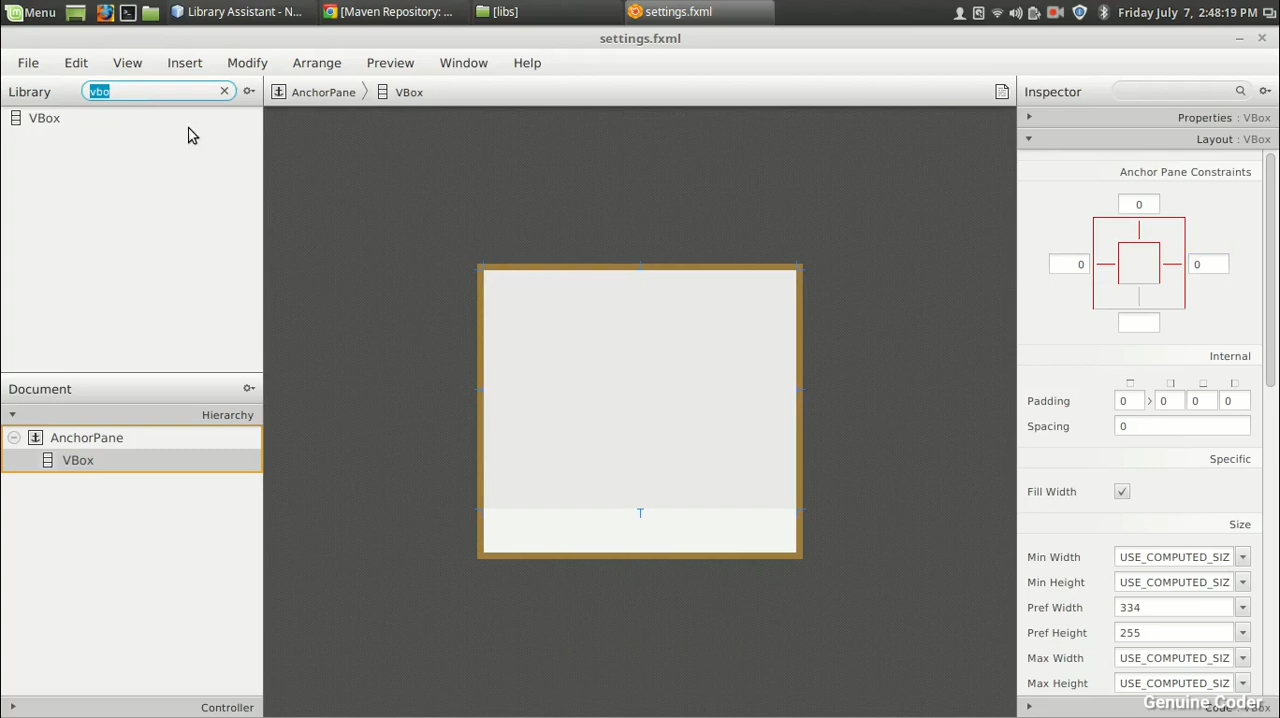 Menu
Library Assistant - N...
[Maven Repository: ...
[libs]
settings.fxml
Friday July 7, 2:48:19 PM
settings.fxml
File Edit View Insert Modify Arrange Preview Window Help
Library
vbo
AnchorPane
VBox
Inspector
VBox
Properties : VBox
Layout : VBox
Anchor Pane Constraints
0
0
0
Internal
Padding 0 0 0 0
Spacing 0
Specific
Fill Width
Size
Min Width USE_COMPUTED_SIZ
Min Height USE_COMPUTED_SIZ
Pref Width 334
Pref Height 255
Max Width USE_COMPUTED_SIZ
Max Height USE_COMPUTED_SIZ
Document
Hierarchy
AnchorPane
VBox
Controller
Code : VBox
Genuine Coder